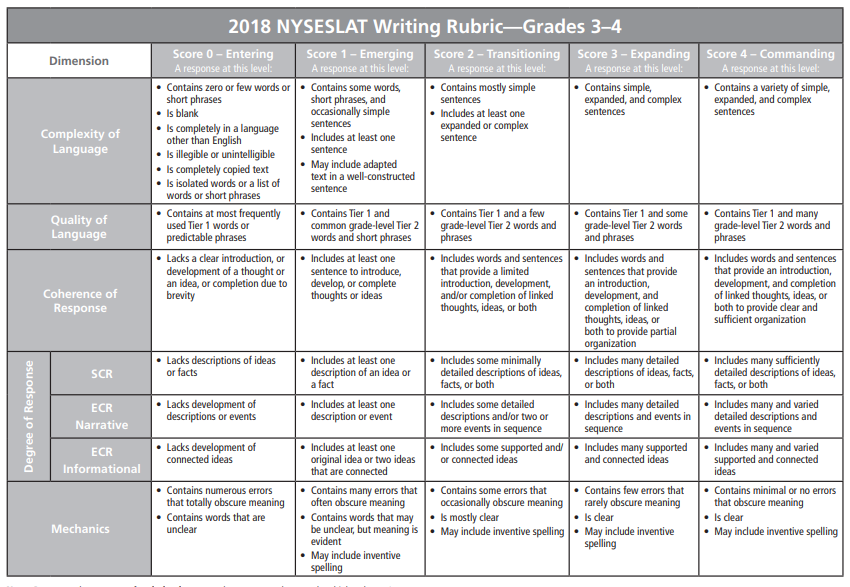 2018 NYSESLAT Writing Rubric—Grades 3–4
Dimension
Score 0 – Entering
A response at this level:
Score 1 – Emerging
A response at this level:
Score 2 – Transitioning
A response at this level:
Score 3 – Expanding
A response at this level:
Score 4 – Commanding
A response at this level:
Complexity of
Language
• Contains zero or few words or
short phrases
• Is blank
• Is completely in a language
other than English
• Is illegible or unintelligible
• Is completely copied text
• Is isolated words or a list of
words or short phrases
• Contains some words,
short phrases, and
occasionally simple
sentences
• Includes at least one
sentence
• May include adapted
text in a well-constructed
sentence
• Contains mostly simple
sentences
• Includes at least one
expanded or complex
sentence
• Contains simple,
expanded, and complex
sentences
• Contains a variety of simple,
expanded, and complex
sentences
Quality of
Language
• Contains at most frequently
used Tier 1 words or
predictable phrases
• Contains Tier 1 and
common grade-level Tier 2
words and short phrases
• Contains Tier 1 and a few
grade-level Tier 2 words and
phrases
• Contains Tier 1 and some
grade-level Tier 2 words
and phrases
• Contains Tier 1 and many
grade-level Tier 2 words and
phrases
Coherence of
Response
• Lacks a clear introduction, or
development of a thought or
an idea, or completion due to
brevity
• Includes at least one
sentence to introduce,
develop, or complete
thoughts or ideas
• Includes words and sentences
that provide a limited
introduction, development,
and/or completion of linked
thoughts, ideas, or both
• Includes words and
sentences that provide
an introduction,
development, and
completion of linked
thoughts, ideas, or
both to provide partial
organization
• Includes words and sentences
that provide an introduction,
development, and completion
of linked thoughts, ideas, or
both to provide clear and
sufficient organization
Degree of Response
SCR
• Lacks descriptions of ideas
or facts
• Includes at least one
description of an idea or
a fact
• Includes some minimally
detailed descriptions of ideas,
facts, or both
• Includes many detailed
descriptions of ideas, facts,
or both
• Includes many sufficiently
detailed descriptions of ideas,
facts, or both
ECR
Narrative
• Lacks development of
descriptions or events
• Includes at least one
description or event
• Includes some detailed
descriptions and/or two or
more events in sequence
• Includes many detailed
descriptions and events in
sequence
• Includes many and varied
detailed descriptions and
events in sequence
ECR
Informational
• Lacks development of
connected ideas
• Includes at least one
original idea or two ideas
that are connected
• Includes some supported and/
or connected ideas
• Includes many supported
and connected ideas
• Includes many and varied
supported and connected
ideas
Mechanics
• Contains numerous errors
that totally obscure meaning
• Contains words that are
unclear
• Contains many errors that
often obscure meaning
• Contains words that may
be unclear, but meaning is
evident
• May include inventive
spelling
• Contains some errors that
occasionally obscure meaning
• Is mostly clear
• May include inventive spelling
• Contains few errors that
rarely obscure meaning
• Is clear
• May include inventive
spelling
• Contains minimal or no errors
that obscure meaning
• Is clear
• May include inventive spelling